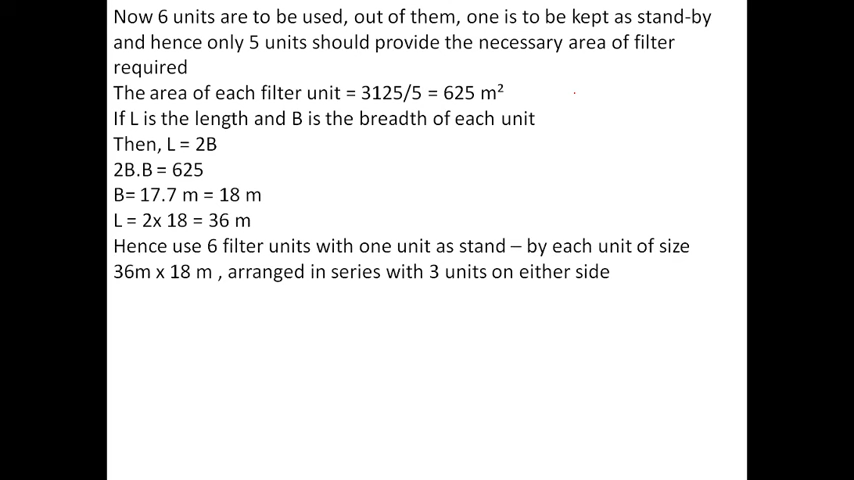 Now 6 units are to be used, out of them, one is to be kept as stand-by
and hence only 5 units should provide the necessary area of filter
required
The area of each filter unit = 3125/5 = 625 m²
If L is the length and B is the breadth of each unit
Then, L = 2B
2B.B = 625
B= 17.7 m = 18 m
L = 2x 18 = 36 m
Hence use 6 filter units with one unit as stand – by each unit of size
36m x 18 m , arranged in series with 3 units on either side